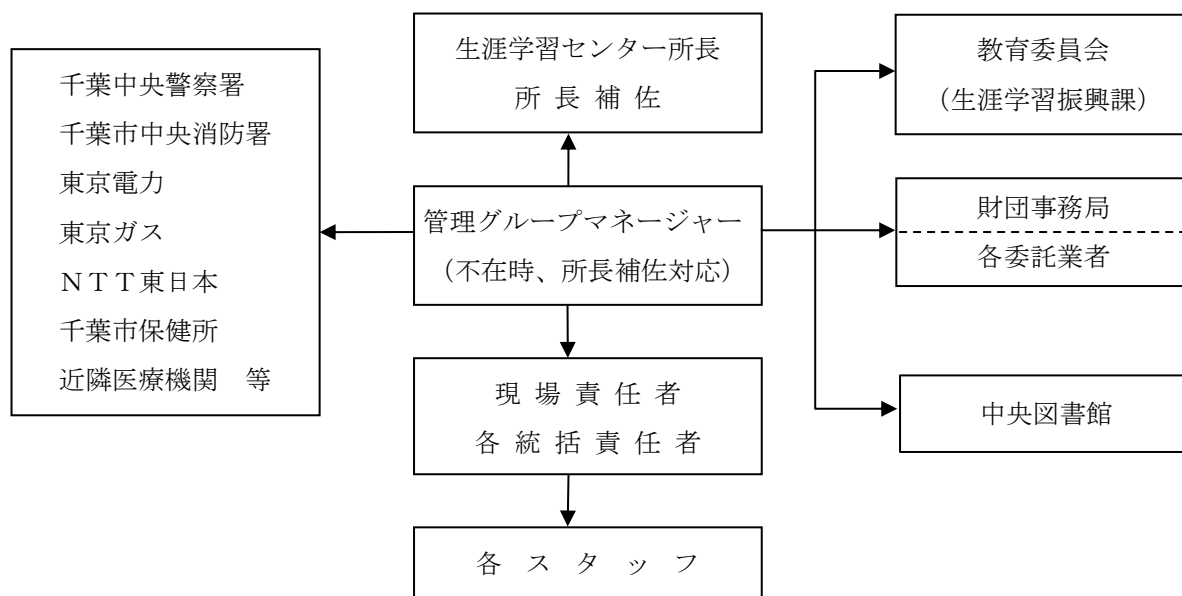 千葉中央警察署
千葉市中央消防署
東京電力
東京ガス
ＮＴＴ東日本
千葉市保健所
近隣医療機関　等
生涯学習センター所長
所 長 補 佐
管理グループマネージャー
（不在時、所長補佐対応）
現 場 責 任 者
各 統 括 責 任 者
各　ス　タ　ッ　フ
教育委員会
（生涯学習振興課）
財団事務局
各委託業者
中央図書館